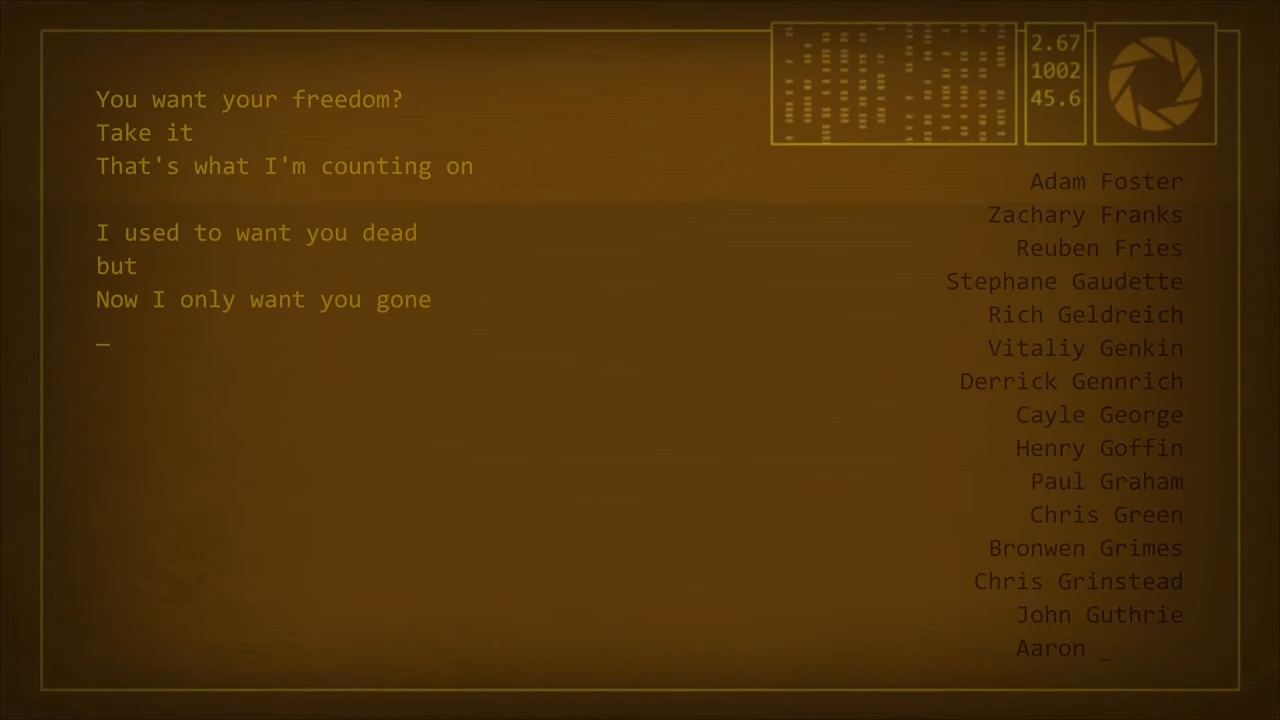 You want your freedom?
Take it
That's what I'm counting on
I used to want you dead
but
Now I only want you gone
_
2.67
1002
45.6
Adam Foster
Zachary Franks
Reuben Fries
Stephane Gaudette
Rich Geldreich
Vitaliy Genkin
Derrick Gennrich
Cayle George
Henry Goffin
Paul Graham
Chris Green
Bronwen Grimes
Chris Grinstead
John Guthrie
Aaron _